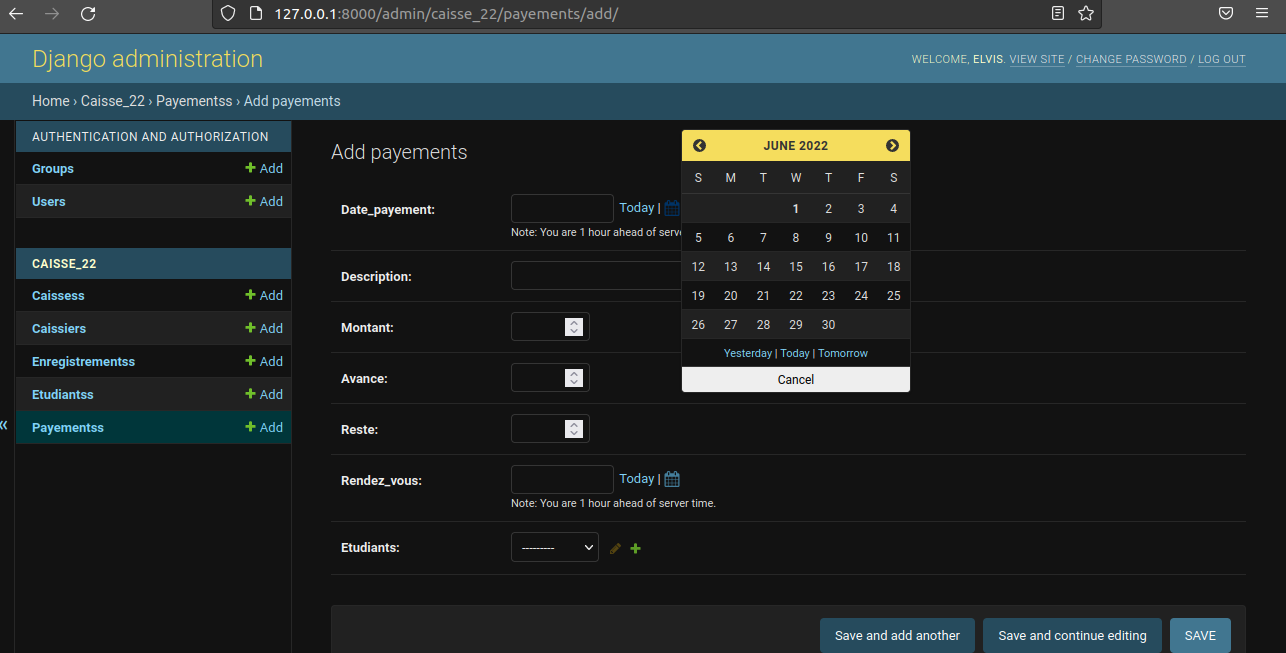 127.0.0.1:8000/admin/caisse_22/payements/add/
Django administration
WELCOME, ELVIS. VIEW SITE / CHANGE PASSWORD / LOG OUT
Home › Caisse_22 › Payementss › Add payements
AUTHENTICATION AND AUTHORIZATION
Groups + Add
Users + Add
CAISSE_22
Caissess + Add
Caissiers + Add
Enregistrementss + Add
Etudiantss + Add
Payementss + Add
«
Add payements
Date_payement:
Today |
Note: You are 1 hour ahead of serve
Description:
Montant:
Avance:
Reste:
Rendez_vous:
Today |
Note: You are 1 hour ahead of server time.
Etudiants:
---------
JUNE 2022
S M T W T F S
1 2 3 4
5 6 7 8 9 10 11
12 13 14 15 16 17 18
19 20 21 22 23 24 25
26 27 28 29 30
Yesterday | Today | Tomorrow
Cancel
Save and add another
Save and continue editing
SAVE